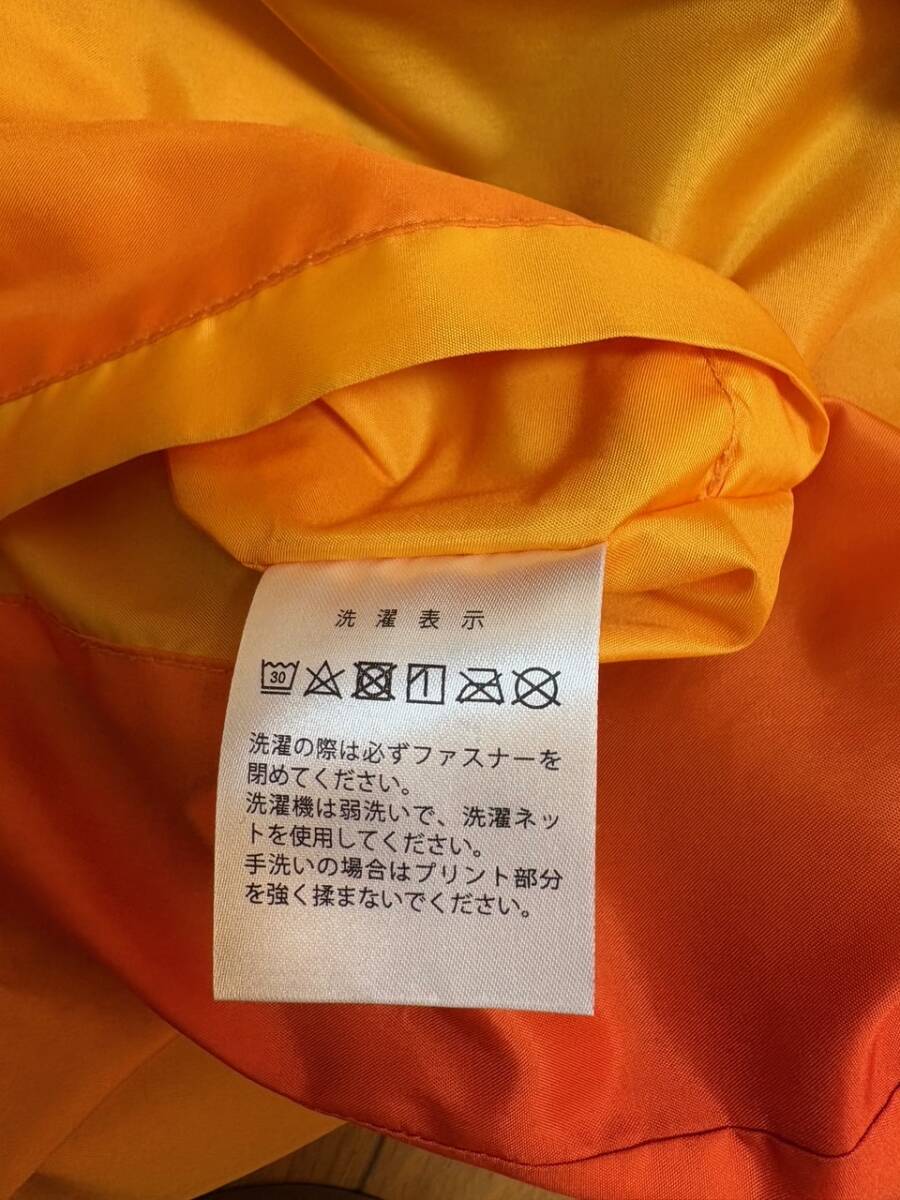 洗濯表示
30
洗濯の際は必ずファスナーを
閉めてください。
洗濯機は弱洗いで、洗濯ネッ
トを使用してください。
手洗いの場合はプリント部分
を強く揉まないでください。